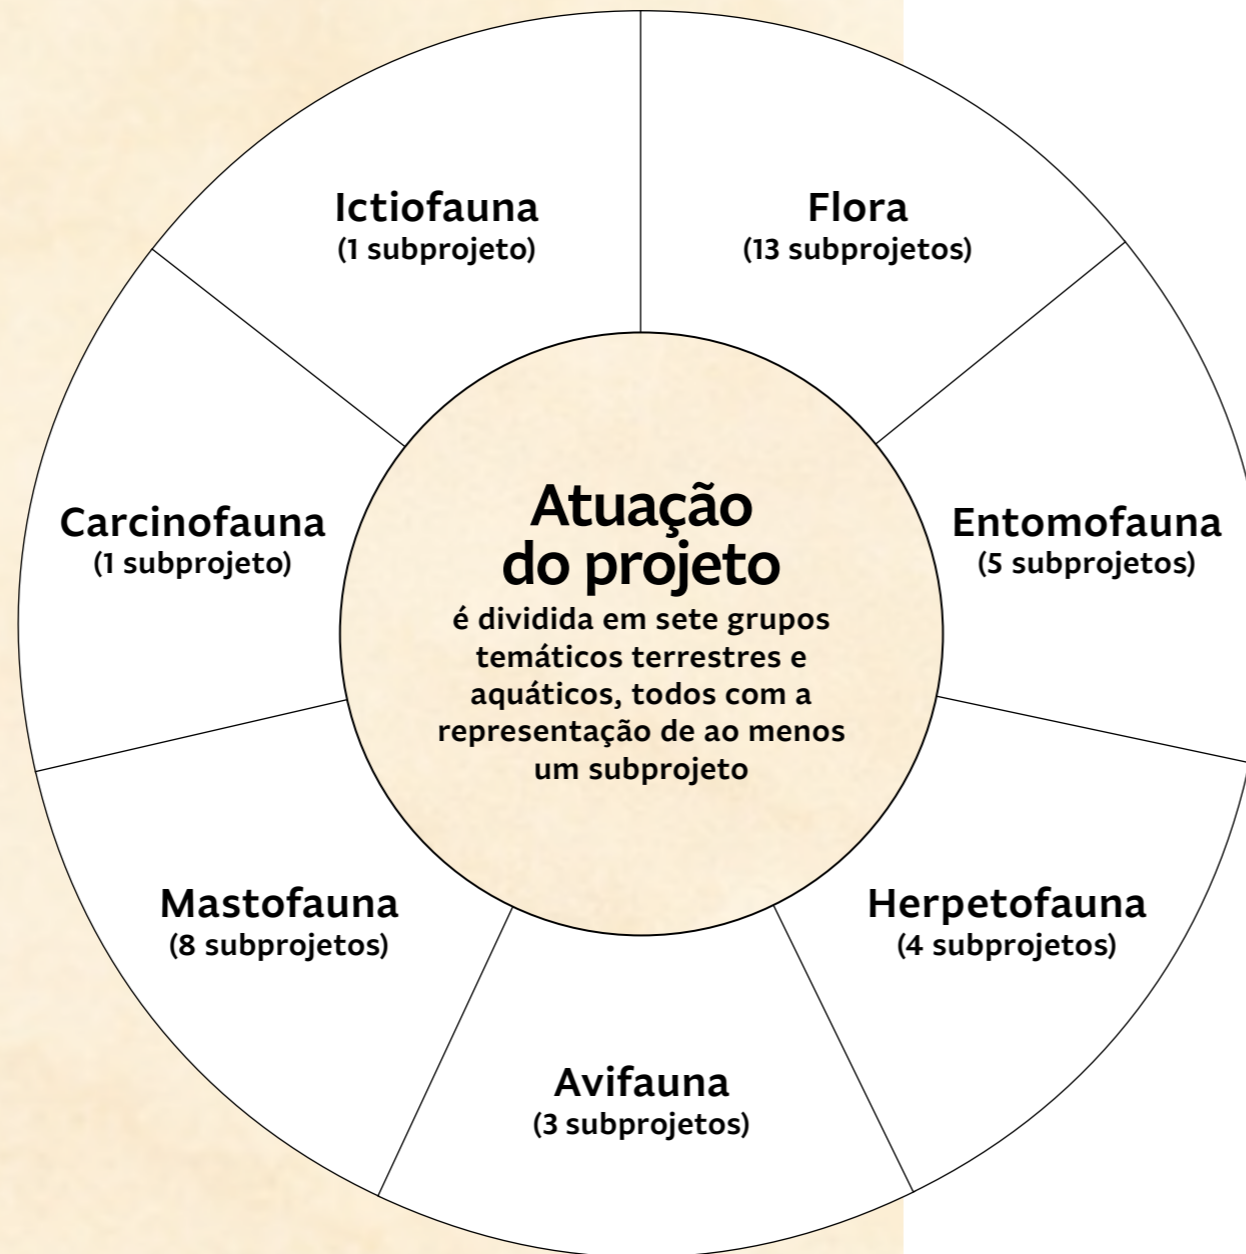 Ictiofauna
(1 subprojeto)
Flora
(13 subprojetos)
Carcinofauna
(1 subprojeto)
Atuação
do projeto
é dividida em sete grupos
temáticos terrestres e
aquáticos, todos com a
representação de ao menos
um subprojeto
Entomofauna
(5 subprojetos)
Mastofauna
(8 subprojetos)
Herpetofauna
(4 subprojetos)
Avifauna
(3 subprojetos)